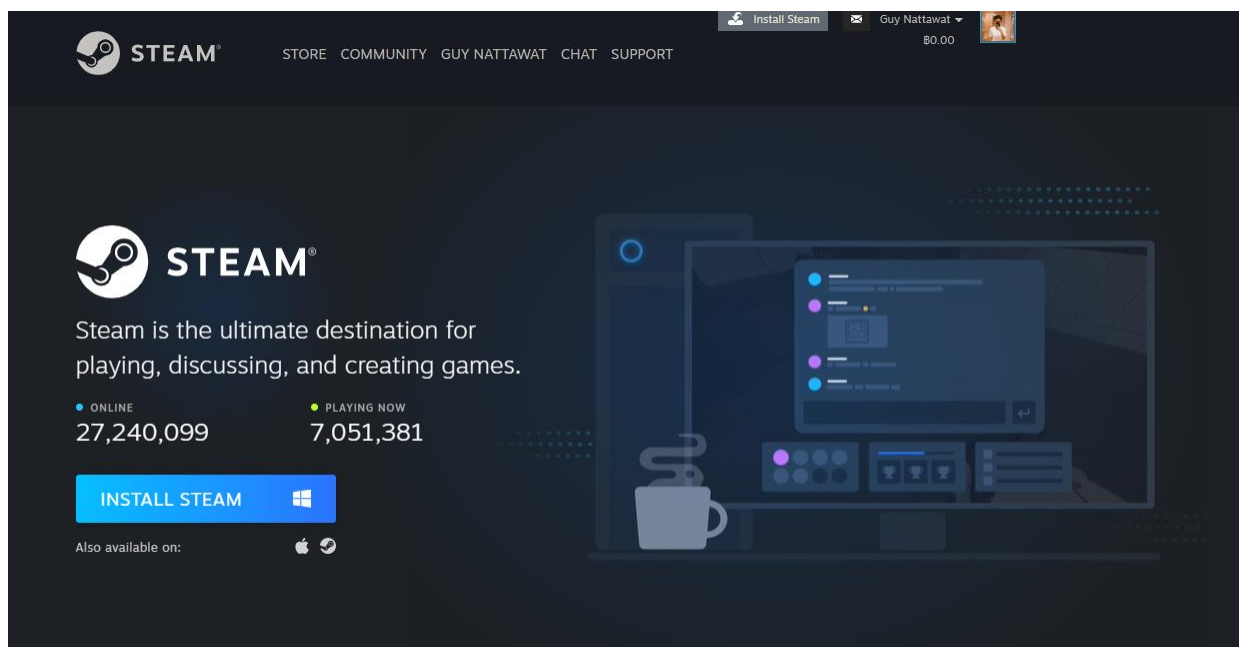 Install Steam
Guy Nattawat
฿0.00
STEAM®
STORE COMMUNITY GUY NATTAWAT CHAT SUPPORT
STEAM®
Steam is the ultimate destination for
playing, discussing, and creating games.
ONLINE PLAYING NOW
27,240,099 7,051,381
INSTALL STEAM
Also available on: